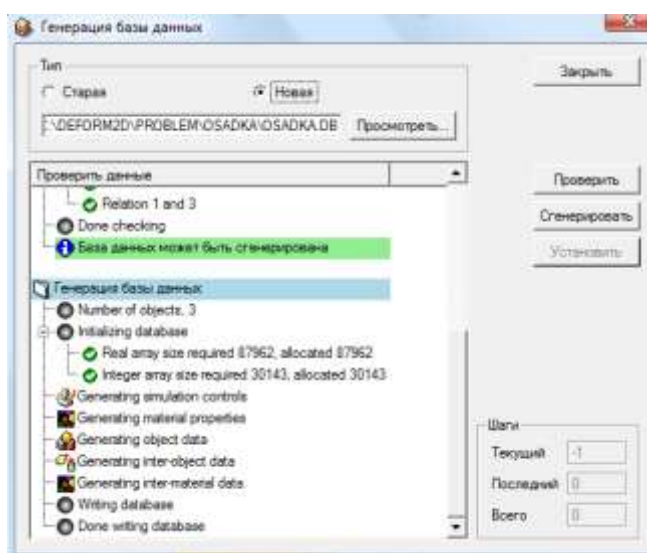 Генерация базы данных
Тип
Старая
Новая
Закрыть
:\DEFORM2D\PROBLEM\OSADKA\OSADKA.DB
Просмотреть...
Проверить данные
Проверить
Relation 1 and 3
Done checking
Сгенерировать
База данных может быть сгенерирована
Установить
Генерация базы данных
Number of objects, 3
Initializing database
Real array size required 87962, allocated 87962
Integer array size required 30143, allocated 30143
Generating simulation controls
Generating material properties
Generating object data
Generating inter-object data
Generating inter-material data
Writing database
Done writing database
Шаги
Текущий -1
Последний 0
Всего 0